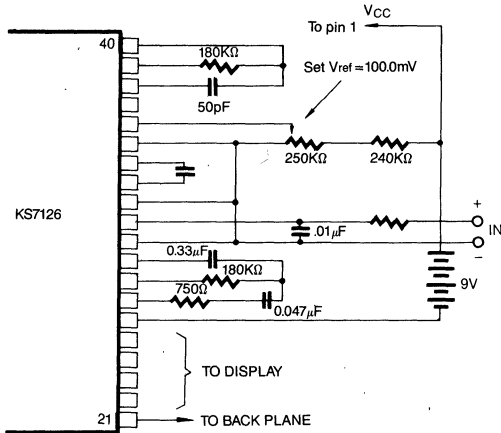 V_CC
To pin 1
40
180KΩ
50pF
Set Vref=100.0mV
250KΩ
240KΩ
KS7126
.01μF
+
IN
−
0.33μF
180KΩ
750Ω
0.047μF
9V
TO DISPLAY
21
TO BACK PLANE